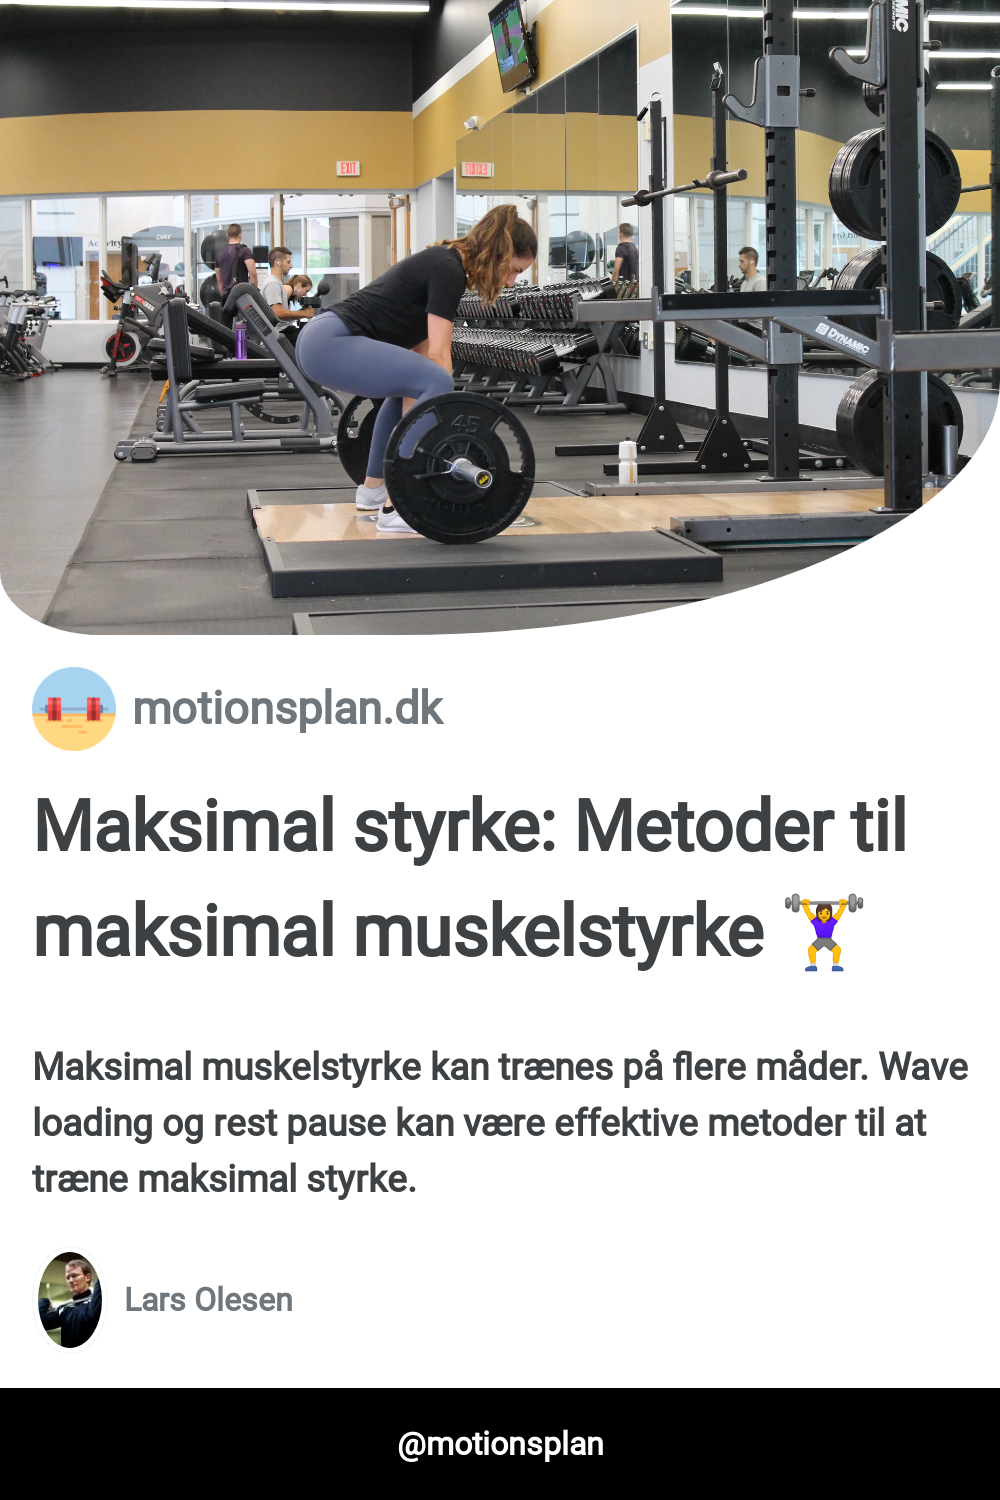 EXIT
DYNAMIC
45
motionsplan.dk
Maksimal styrke: Metoder til
maksimal muskelstyrke
Maksimal muskelstyrke kan trænes på flere måder. Wave
loading og rest pause kan være effektive metoder til at
træne maksimal styrke.
Lars Olesen
@motionsplan